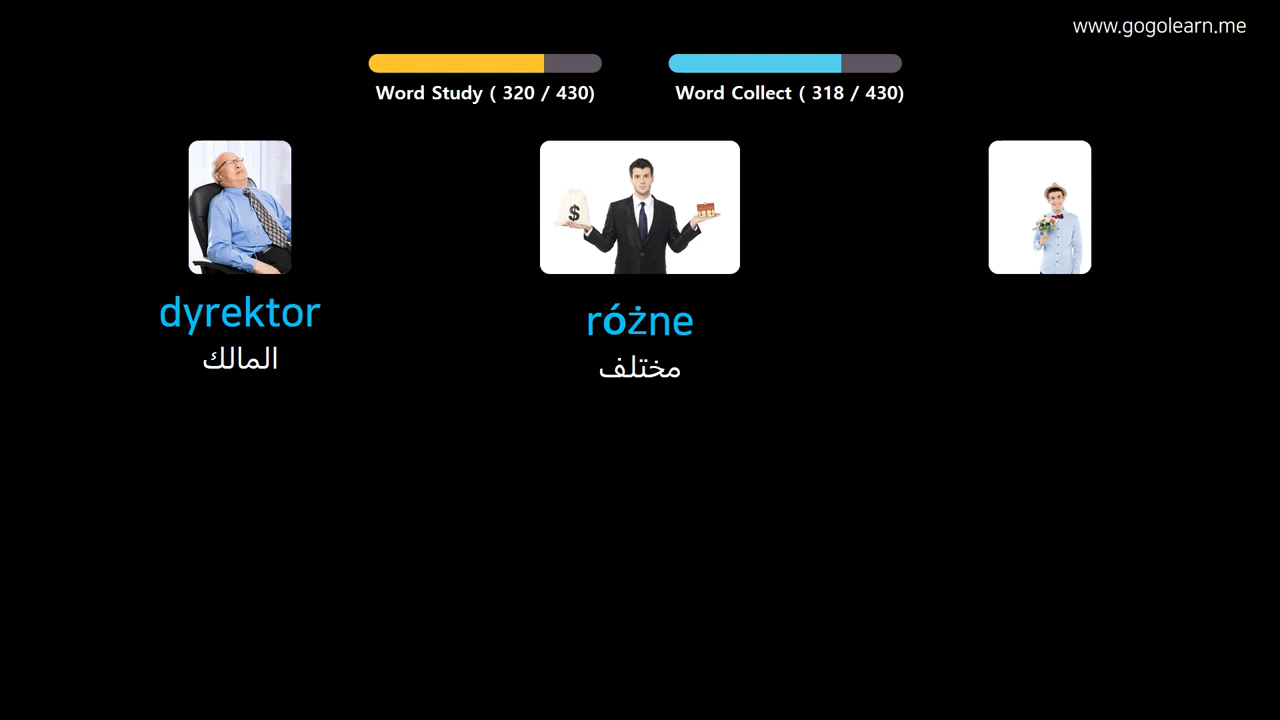 www.gogolearn.me
Word Study ( 320 / 430)
Word Collect ( 318 / 430)
$
dyrektor
المالك
różne
مختلف